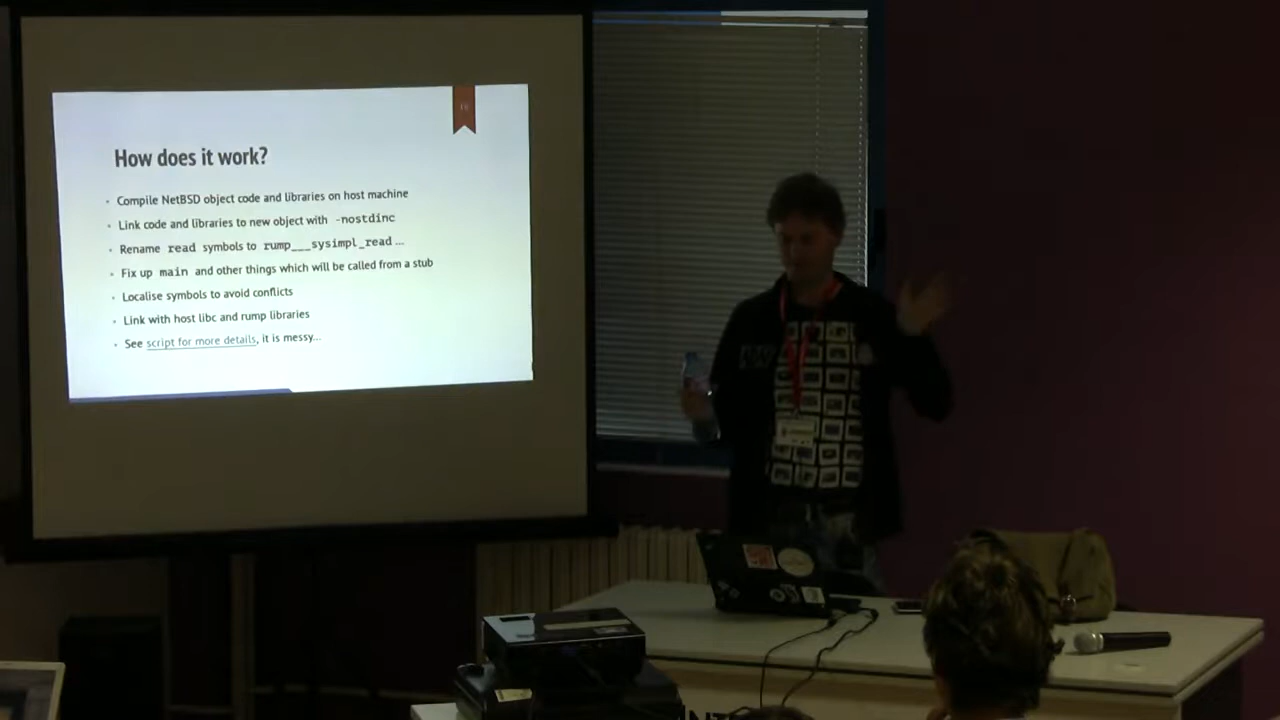 How does it work?
Compile NetBSD object code and libraries on host machine
Link code and libraries to new object with -nostdinc
Rename read symbols to rump___sysimpl_read ...
Fix up main and other things which will be called from a stub
Localise symbols to avoid conflicts
Link with host libc and rump libraries
See script for more details, it is messy...